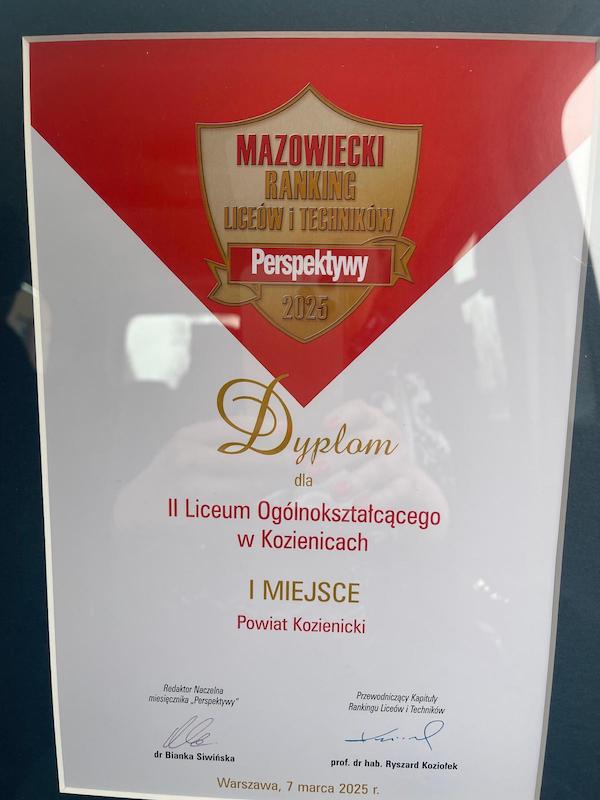 MAZOWIECKI
RANKING
LICEÓW i TECHNIKÓW
Perspektywy
2025
Dyplom
dla
II Liceum Ogólnokształcącego
w Kozienicach
I MIEJSCE
Powiat Kozienicki
Redaktor Naczelna
miesięcznika „Perspektywy”
dr Bianka Siwińska
Przewodniczący Kapituły
Rankingu Liceów i Techników
prof. dr hab. Ryszard Koziołek
Warszawa, 7 marca 2025 r.